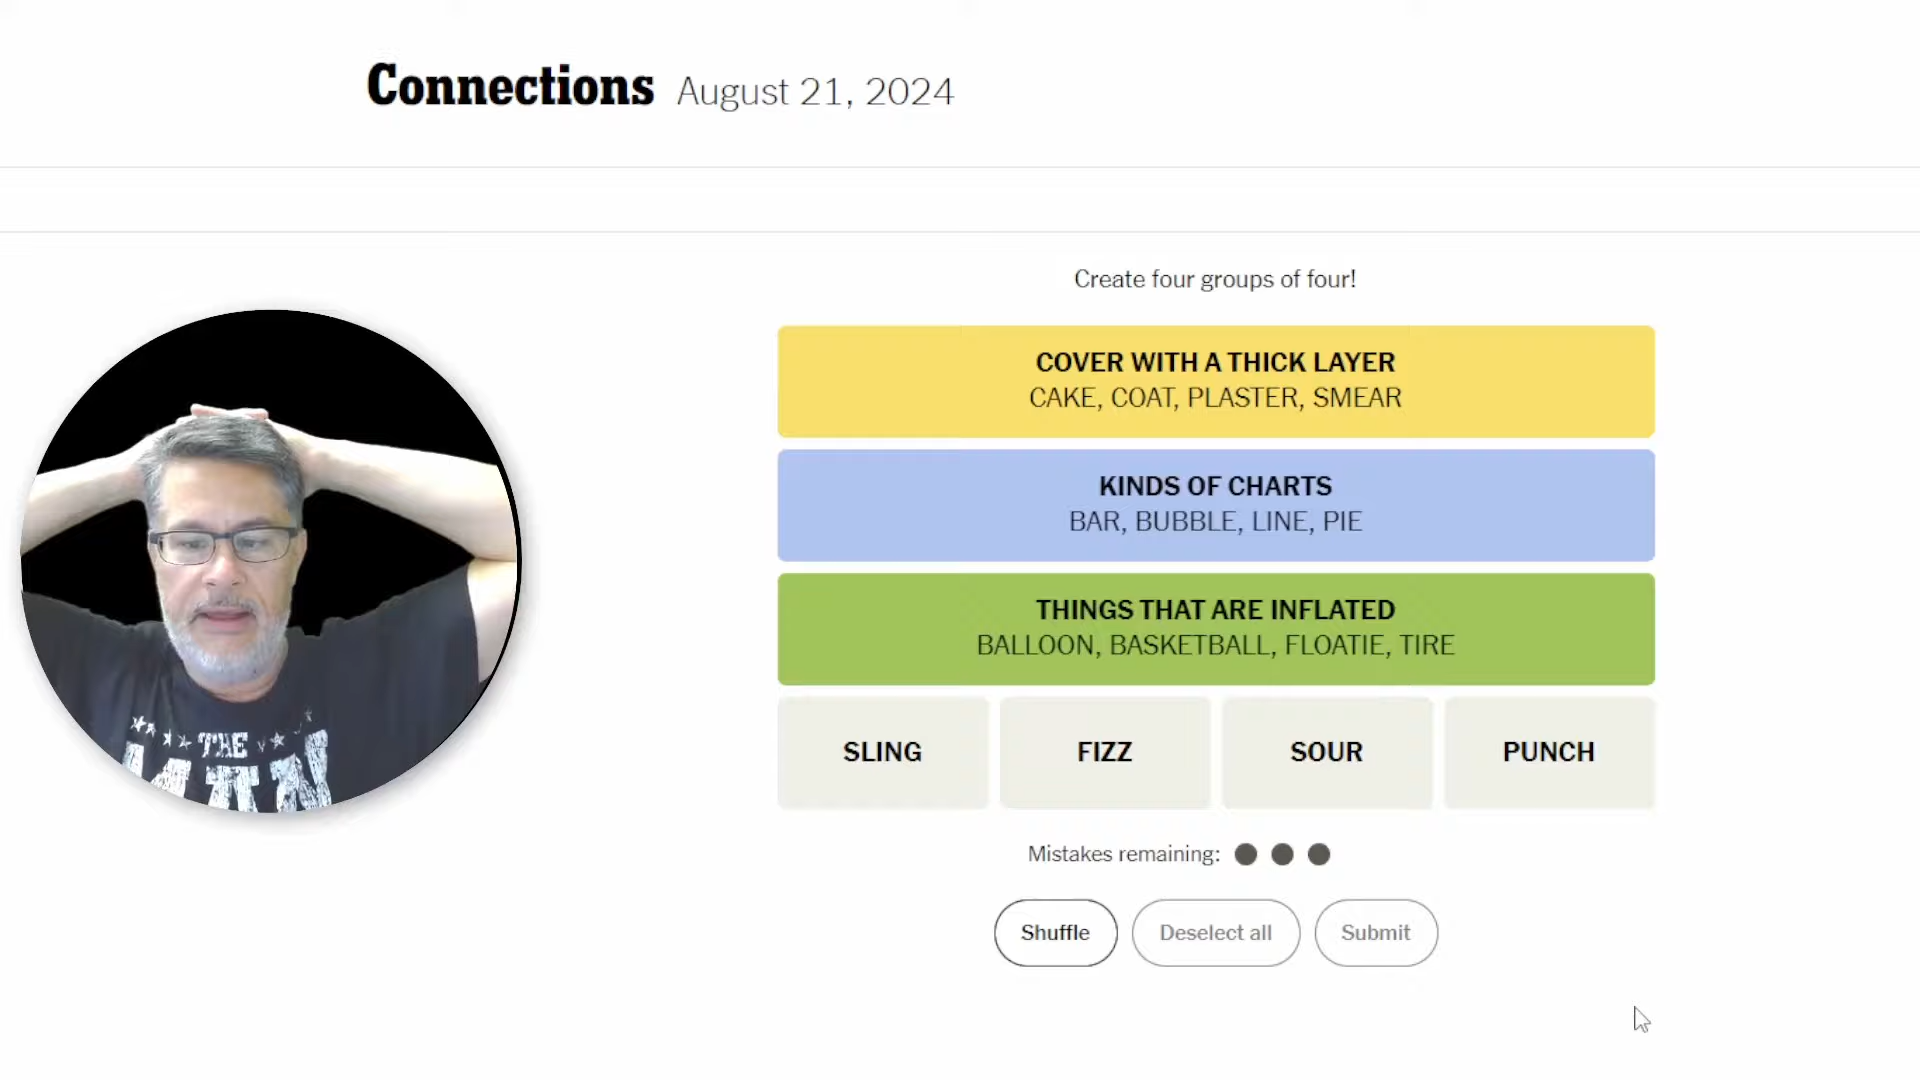 Connections August 21, 2024
Create four groups of four!
COVER WITH A THICK LAYER
CAKE, COAT, PLASTER, SMEAR
KINDS OF CHARTS
BAR, BUBBLE, LINE, PIE
THINGS THAT ARE INFLATED
BALLOON, BASKETBALL, FLOATIE, TIRE
SLING FIZZ SOUR PUNCH
Mistakes remaining:
Shuffle Deselect all Submit
THE